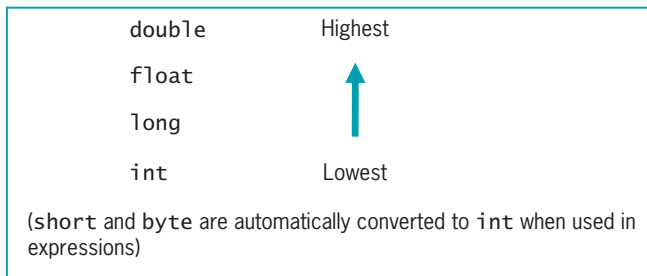 double Highest
float
long
int Lowest
(short and byte are automatically converted to int when used in
expressions)